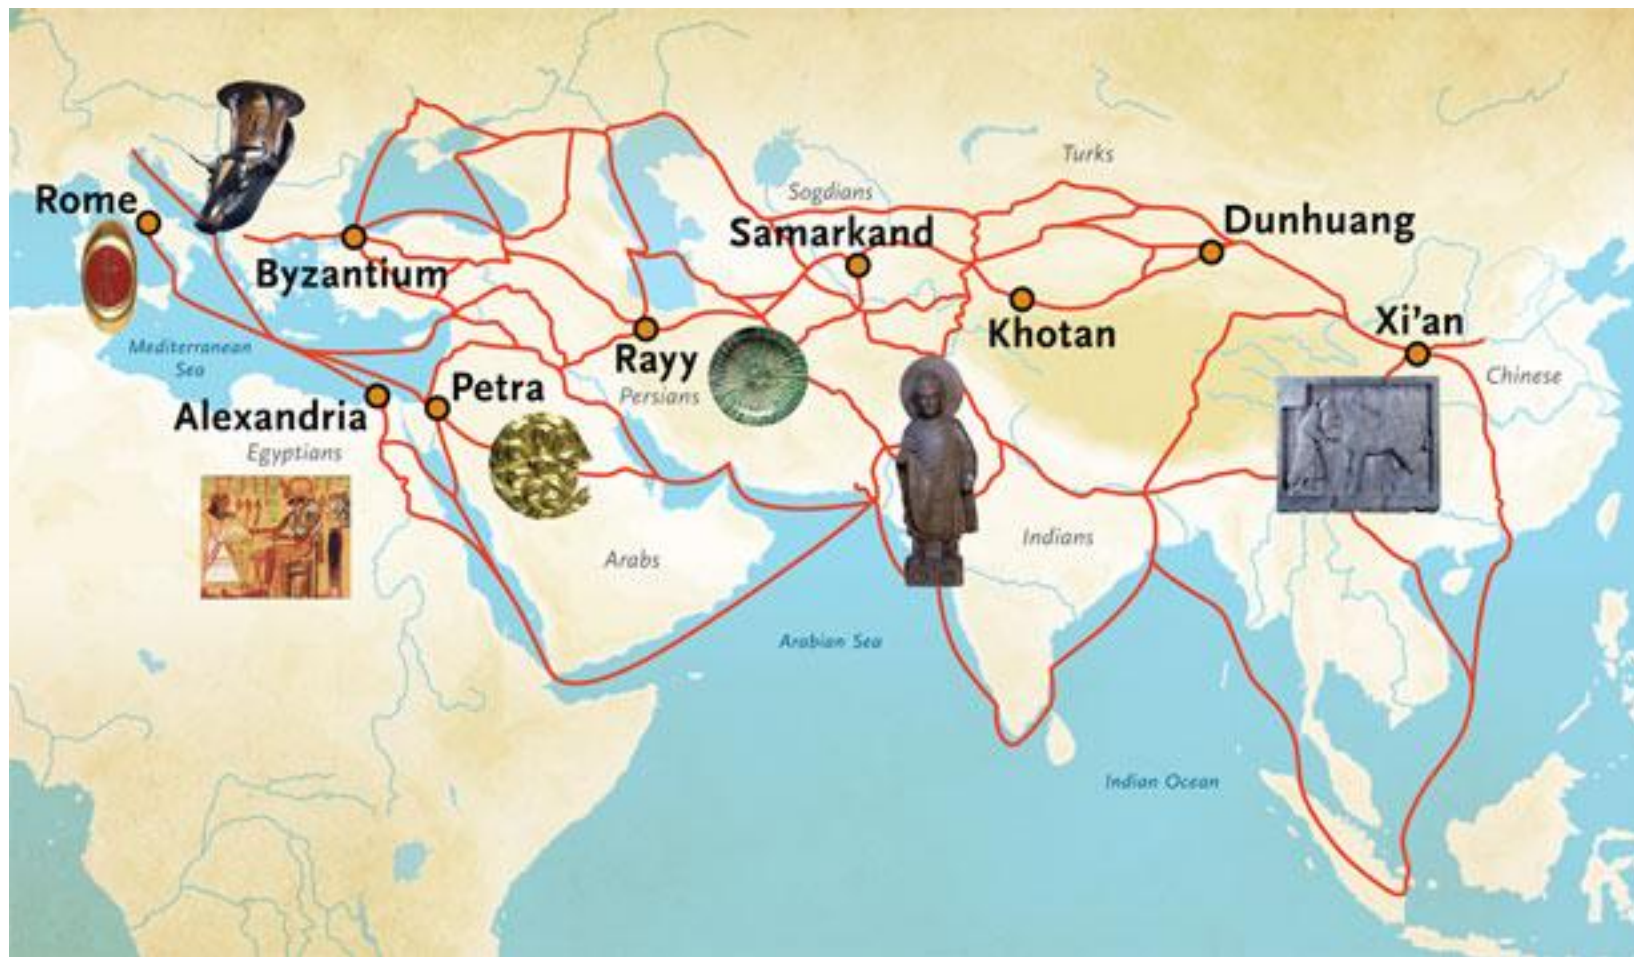 Rome
Byzantium
Mediterranean
Sea
Alexandria
Egyptians
Petra
Rayy
Persians
Arabs
Sogdians
Samarkand
Turks
Khotan
Dunhuang
Xi'an
Chinese
Indians
Arabian Sea
Indian Ocean